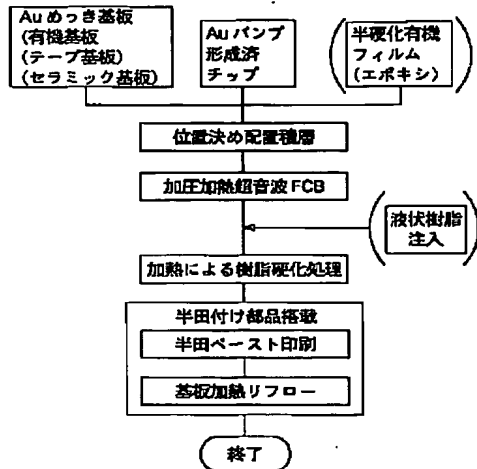 Auめっき基板
(有機基板
(テープ基板)
(セラミック基板)
Auバンプ
形成済
チップ
半硬化有機
フィルム
(エポキシ)
位置決め配置積層
加圧加熱超音波FCB
液状樹脂
注入
加熱による樹脂硬化処理
半田付け部品搭載
半田ペースト印刷
基板加熱リフロー
終了